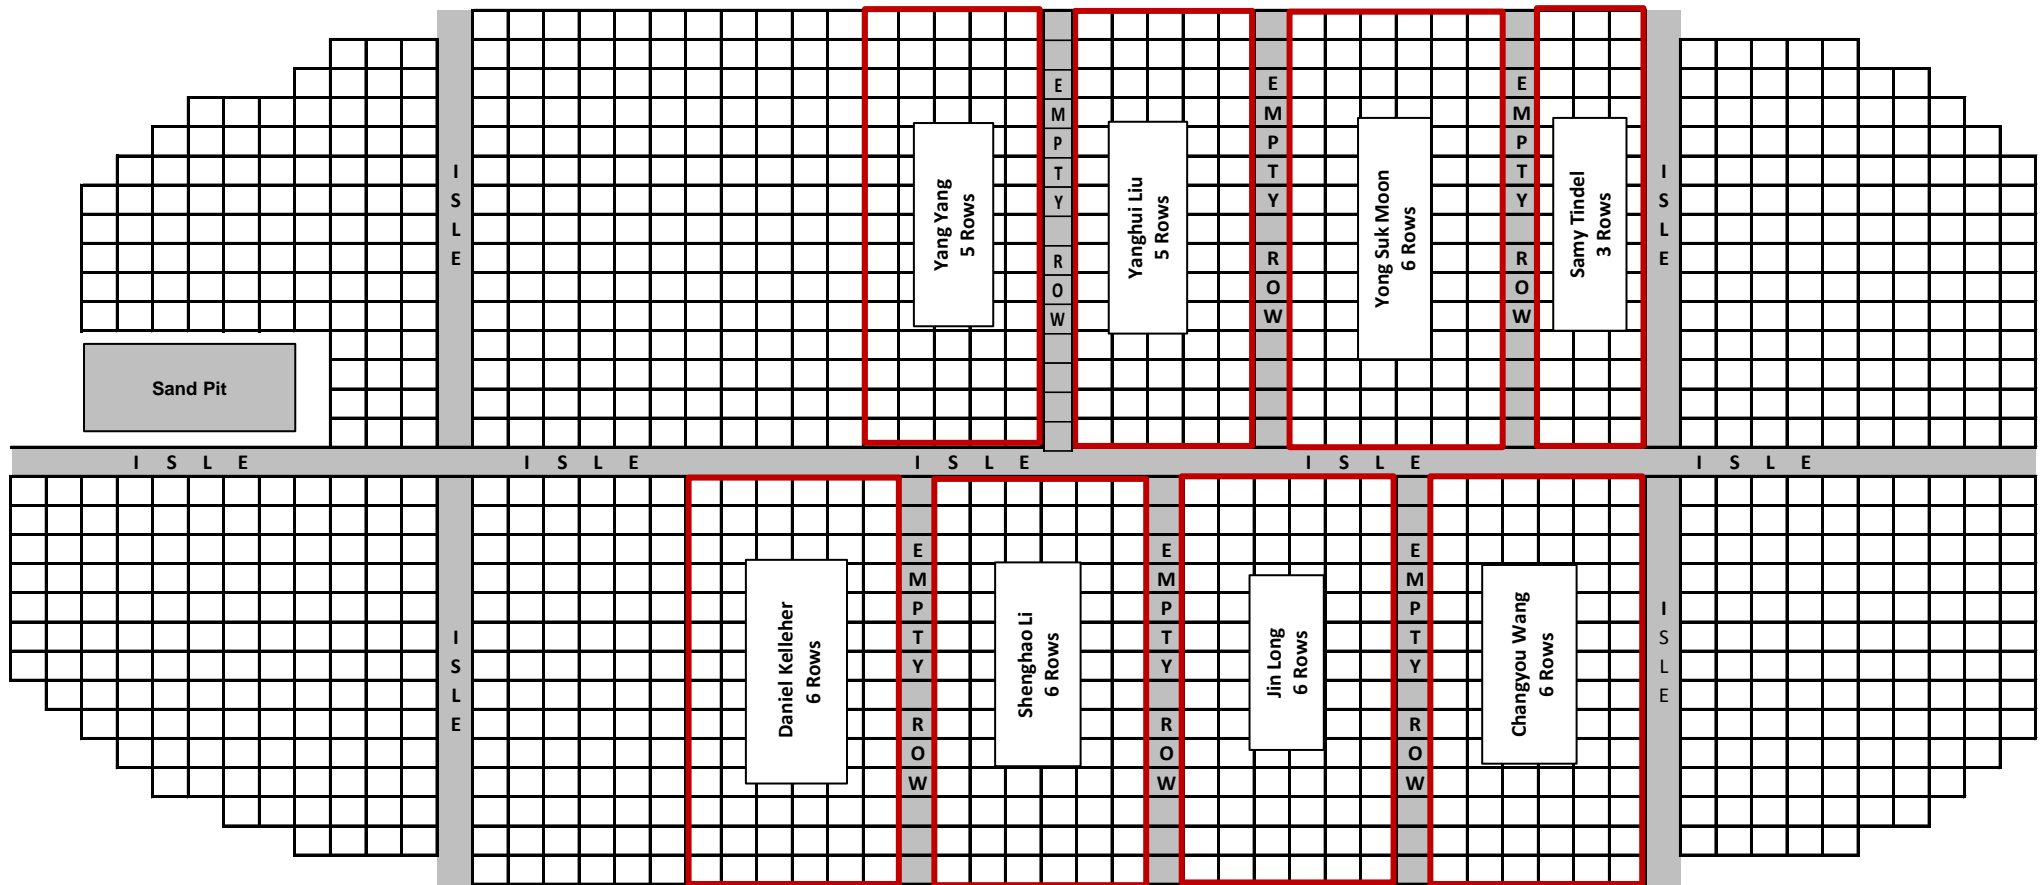 ISLE
EMPTY ROW
EMPTY ROW
EMPTY ROW
ISLE
Yang Yang
5 Rows
Yanghui Liu
5 Rows
Yong Suk Moon
6 Rows
Samy Tindel
3 Rows
Sand Pit
ISLE ISLE ISLE ISLE ISLE
ISLE
EMPTY ROW
EMPTY ROW
EMPTY ROW
ISLE
Daniel Kelleher
6 Rows
Shenghao Li
6 Rows
Jin Long
6 Rows
Changyou Wang
6 Rows